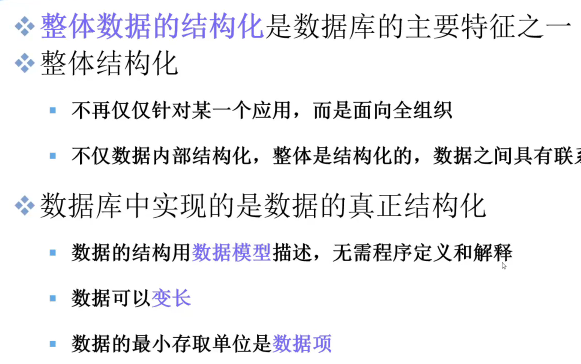 整体数据的结构化是数据库的主要特征之一
整体结构化
不再仅仅针对某一个应用，而是面向全组织
不仅数据内部结构化，整体是结构化的，数据之间具有联系
数据库中实现的是数据的真正结构化
数据的结构用数据模型描述，无需程序定义和解释
数据可以变长
数据的最小存取单位是数据项